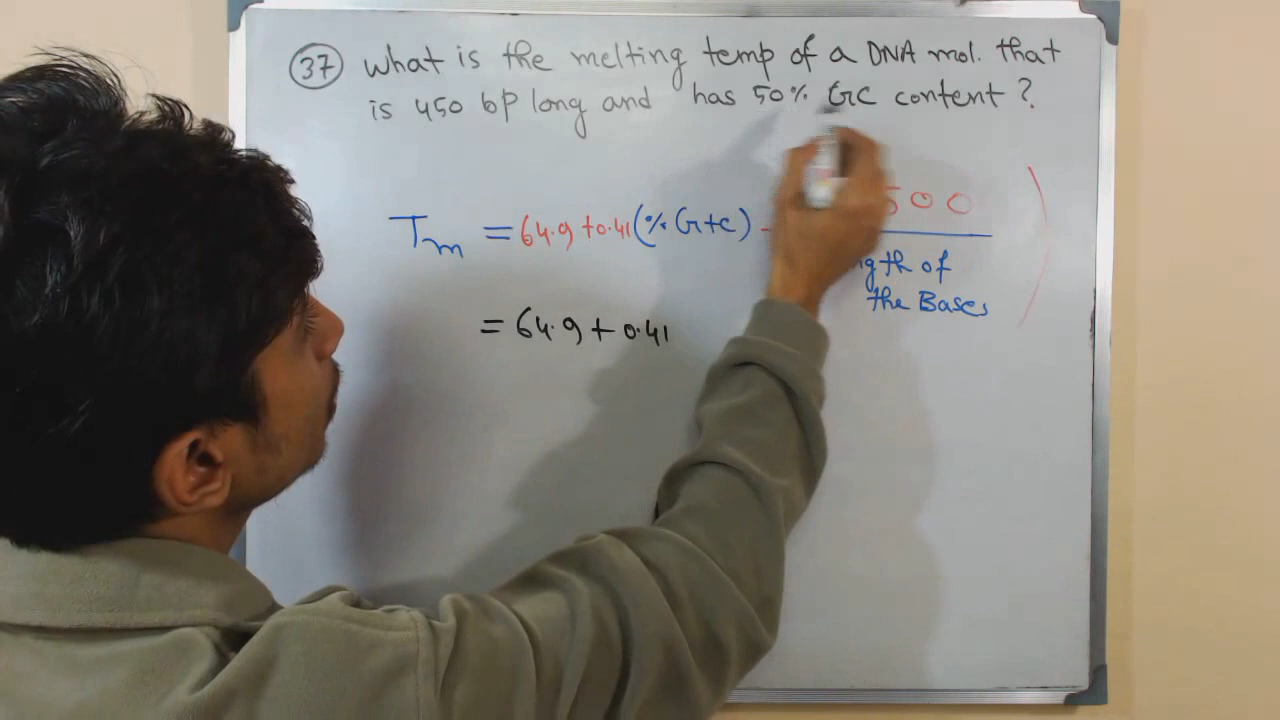 37 What is the melting temp of a DNA mol. that
is 450 bp long and has 50% GC content ?
Tm = 64.9 +0.41 (% G+C) -
500
of
the Bases
= 64.9 + 0.41